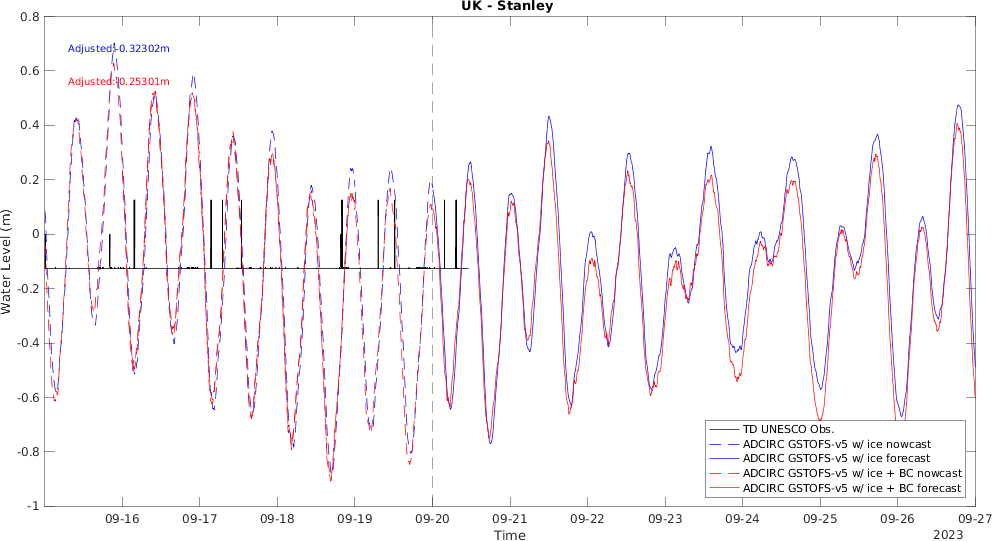 UK - Stanley
0.8
0.6
0.4
0.2
0
-0.2
-0.4
-0.6
-0.8
-1
Water Level (m)
Adjusted:-0.32302m
Adjusted:-0.25301m
TD UNESCO Obs.
ADCIRC GSTOFS-v5 w/ ice nowcast
ADCIRC GSTOFS-v5 w/ ice forecast
ADCIRC GSTOFS-v5 w/ ice + BC nowcast
ADCIRC GSTOFS-v5 w/ ice + BC forecast
09-16 09-17 09-18 09-19 09-20 09-21 09-22 09-23 09-24 09-25 09-26 09-27
Time
2023